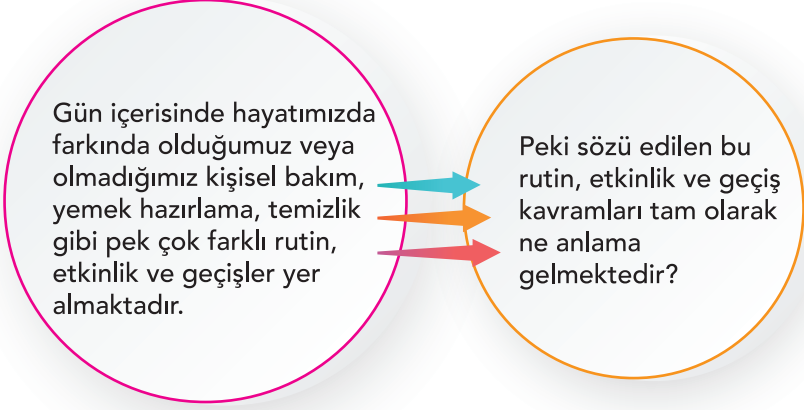 Gün içerisinde hayatımızda
farkında olduğumuz veya
olmadığımız kişisel bakım,
yemek hazırlama, temizlik
gibi pek çok farklı rutin,
etkinlik ve geçişler yer
almaktadır.
Peki sözü edilen bu
rutin, etkinlik ve geçiş
kavramları tam olarak
ne anlama
gelmektedir?